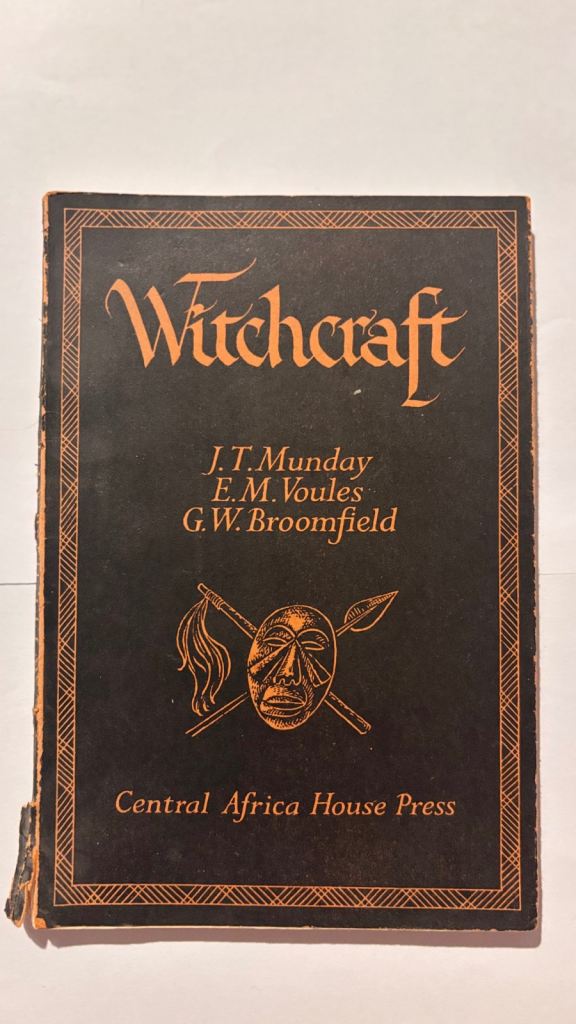 Witchcraft
J.T. Munday
E.M. Voules
G.W. Broomfield
Central Africa House Press